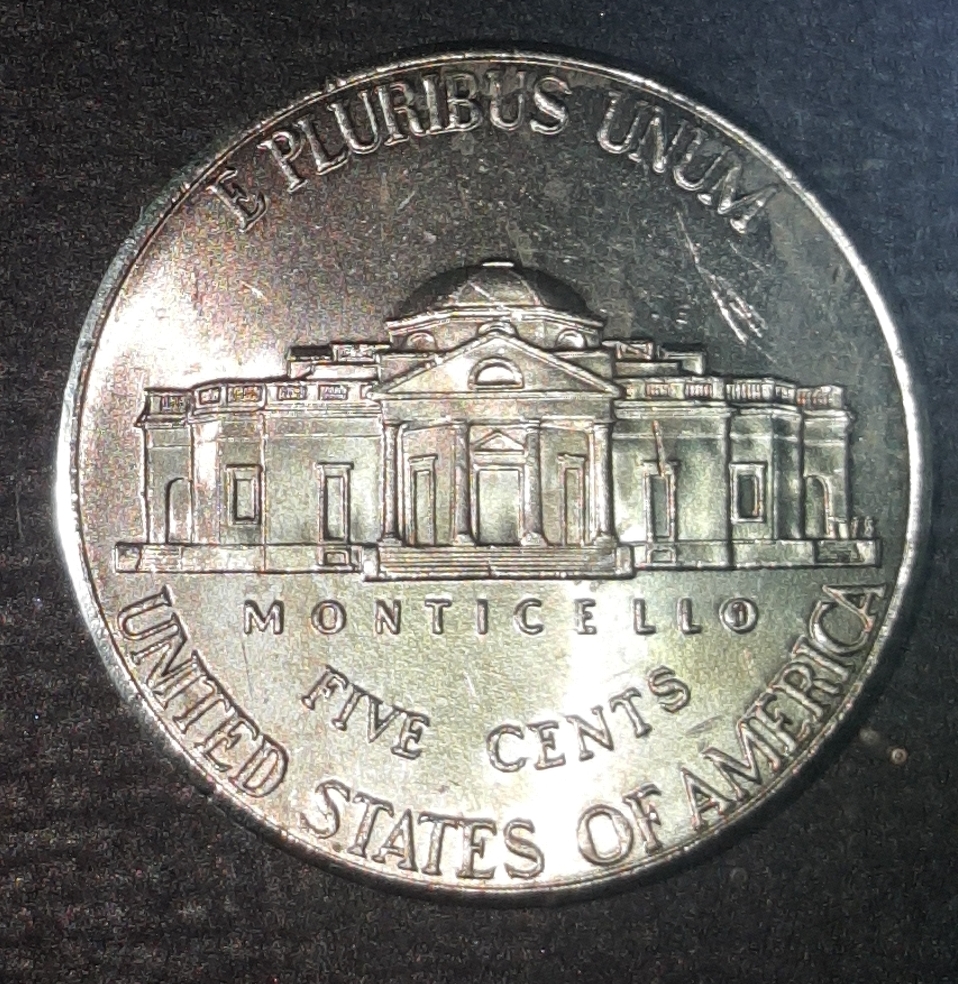 E PLURIBUS UNUM
MONTICELLO
FIVE CENTS
UNITED STATES OF AMERICA